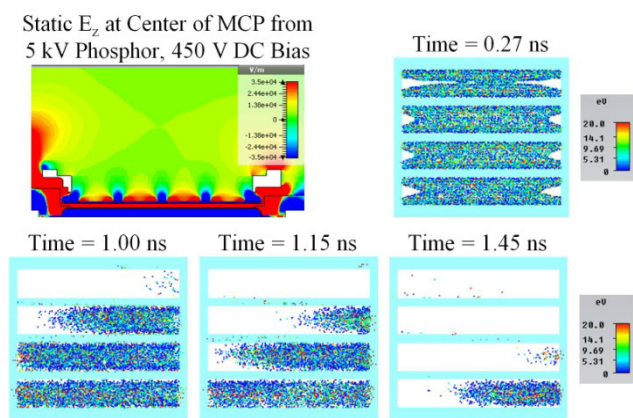 Static E_z at Center of MCP from
5 kV Phosphor, 450 V DC Bias
V/m
3.5e+04
2.44e+04
1.38e+04
0
-1.38e+04
-2.44e+04
-3.5e+04
Time = 0.27 ns
eV
20.0
14.1
9.69
5.31
0
Time = 1.00 ns
Time = 1.15 ns
Time = 1.45 ns
eV
20.0
14.1
9.69
5.31
0